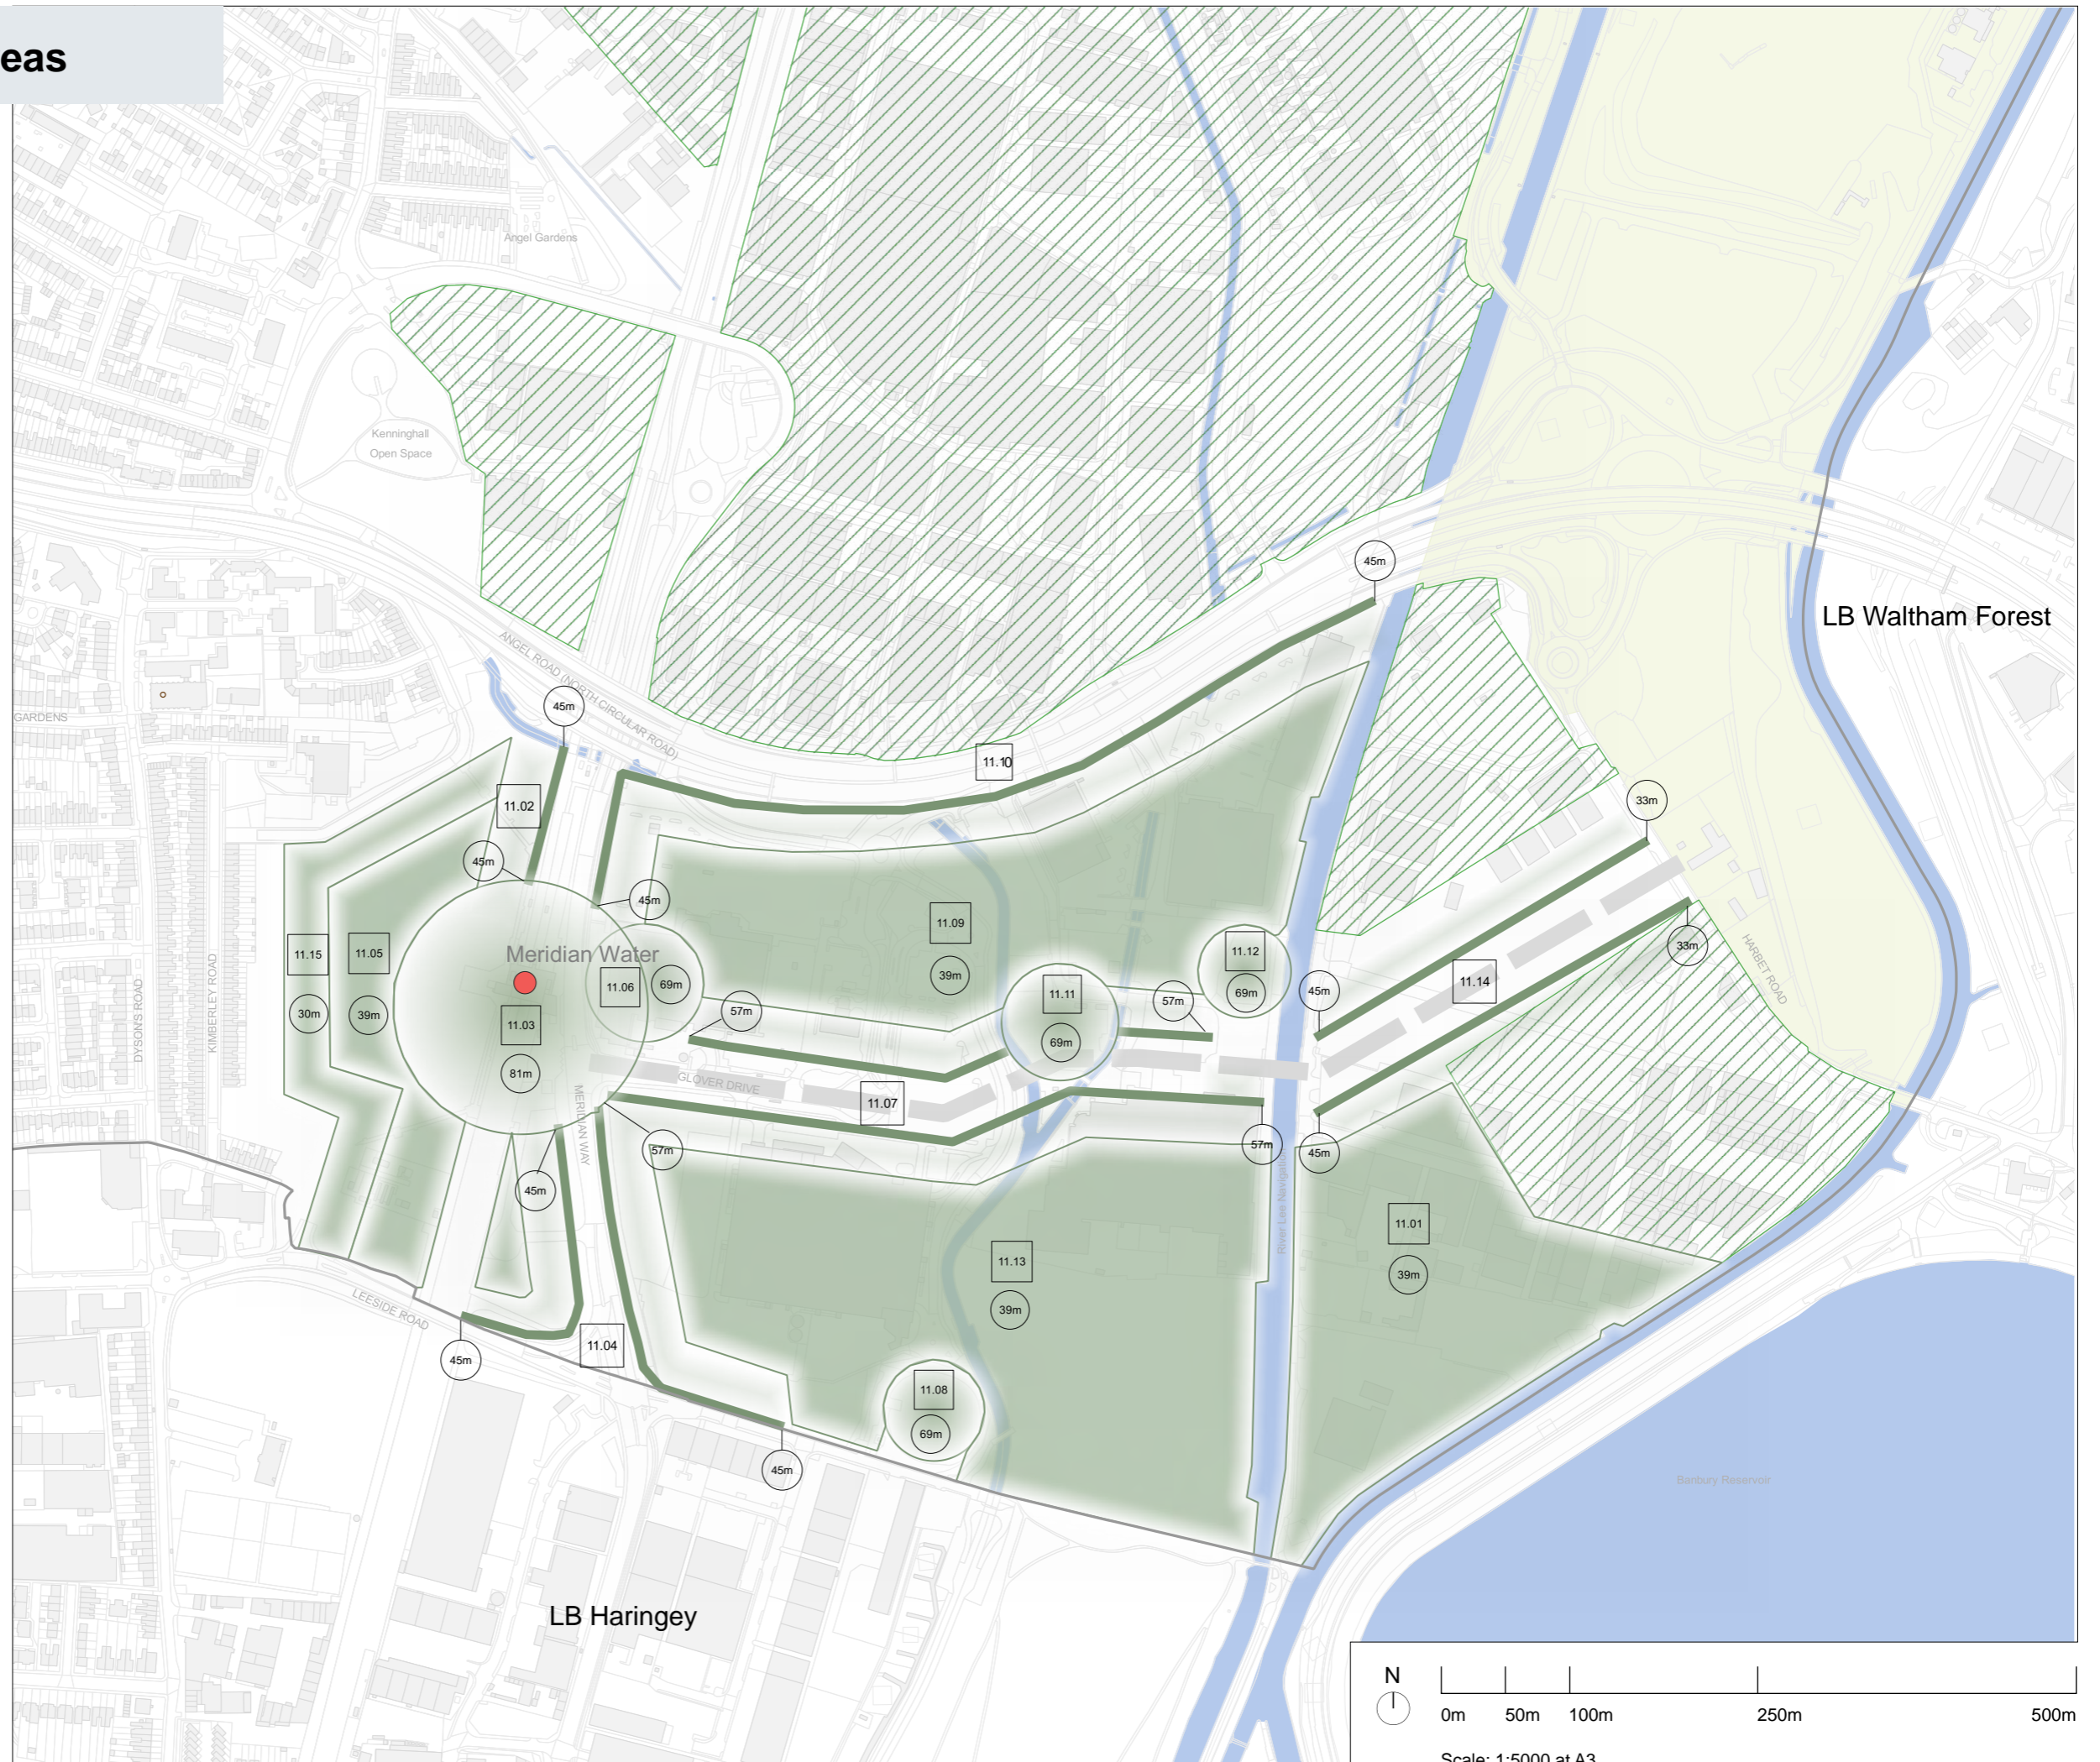 eas
Angel Gardens
Kenninghall
Open Space
45m
LB Waltham Forest
ANGEL ROAD (NORTH CIRCULAR ROAD)
45m
GARDENS
11.10
11.02
33m
45m
45m
11.09
33m
Meridian Water
11.15
11.05
11.12
39m
11.14
11.06
69m
11.11
69m
45m
HARBET ROAD
30m
39m
57m
57m
11.03
69m
DYSON'S ROAD
KIMBERLEY ROAD
81m
GLOVER DRIVE
11.07
MERIDIAN WAY
57m
57m
45m
45m
River Lee Navigation
11.01
11.13
39m
39m
LEESIDE ROAD
11.04
45m
11.08
69m
45m
Banbury Reservoir
LB Haringey
N
0m 50m 100m 250m 500m
Scale: 1:5000 at A3